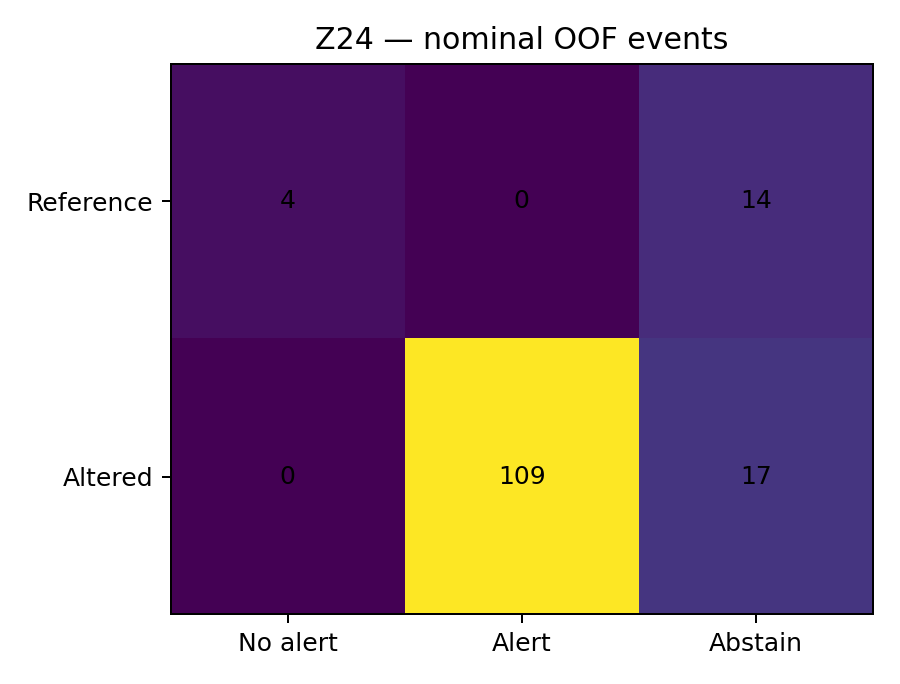 Z24 — nominal OOF events
Reference 4 0 14
Altered 0 109 17
No alert Alert Abstain